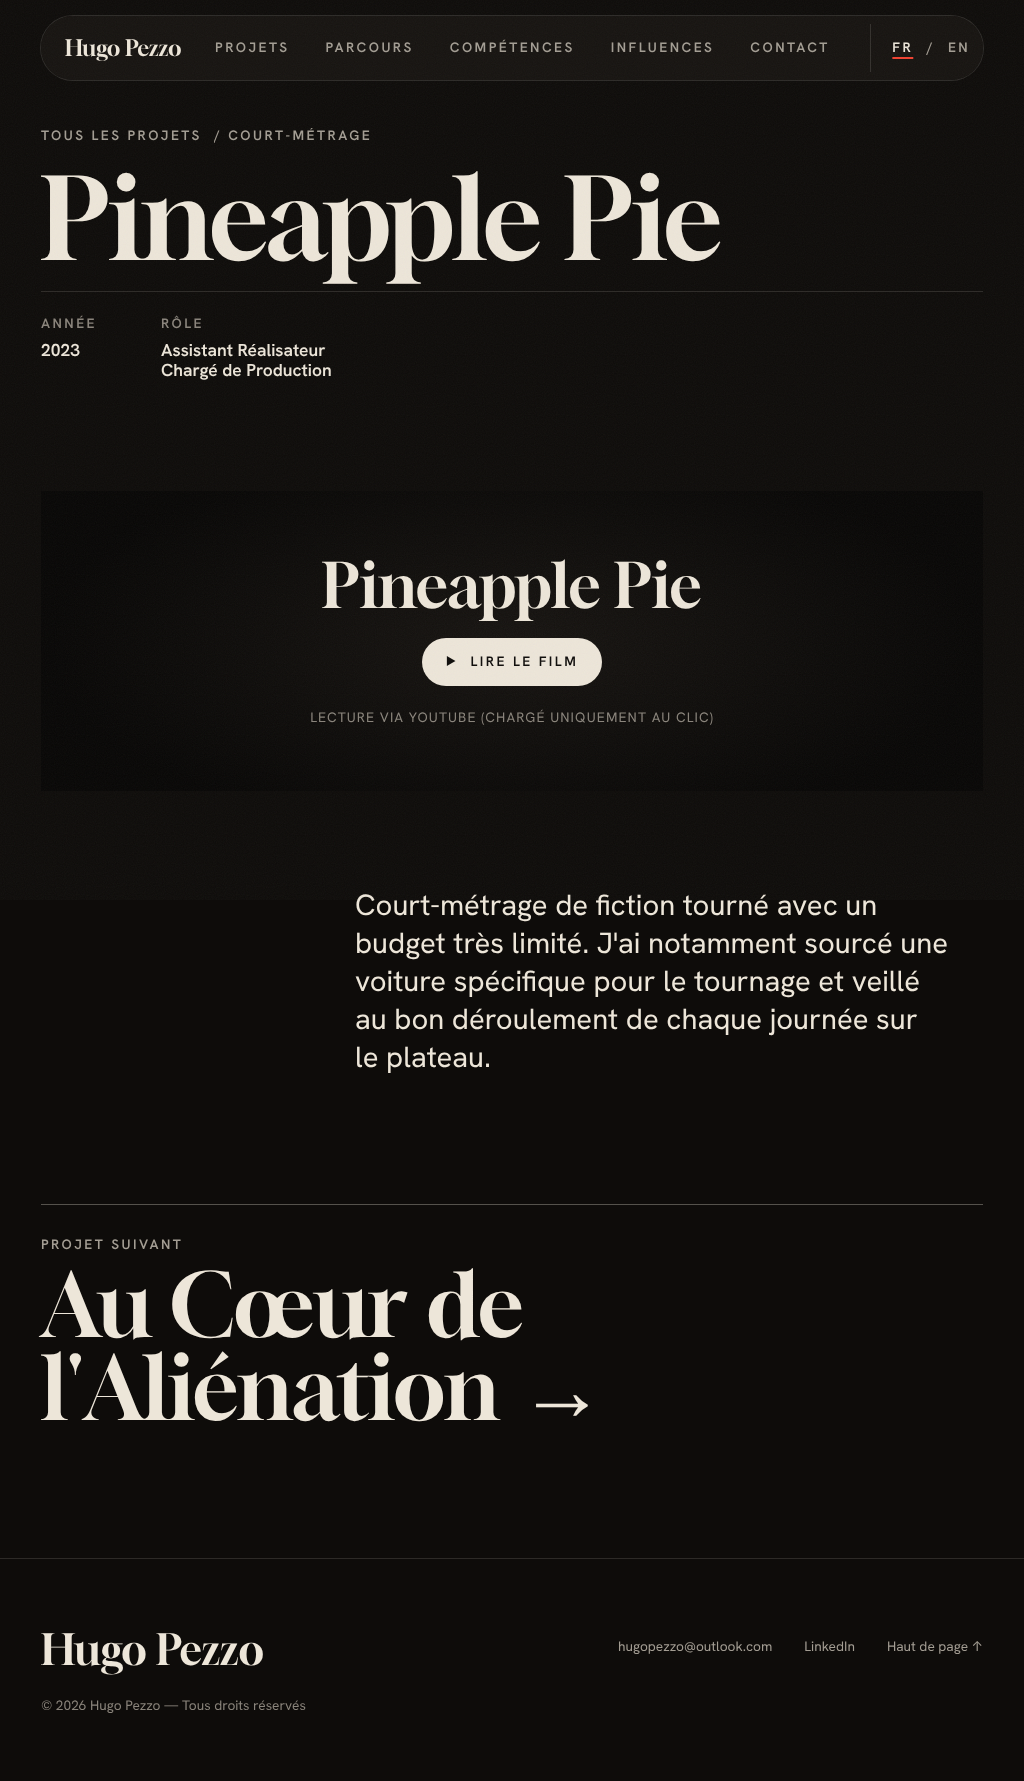 Hugo Pezzo PROJETS PARCOURS COMPÉTENCES INFLUENCES CONTACT FR / EN
TOUS LES PROJETS / COURT-MÉTRAGE
Pineapple Pie
ANNÉE
2023
RÔLE
Assistant Réalisateur
Chargé de Production
Pineapple Pie
▶ LIRE LE FILM
LECTURE VIA YOUTUBE (CHARGÉ UNIQUEMENT AU CLIC)
Court-métrage de fiction tourné avec un
budget très limité. J'ai notamment sourcé une
voiture spécifique pour le tournage et veillé
au bon déroulement de chaque journée sur
le plateau.
PROJET SUIVANT
Au Cœur de
l'Aliénation →
Hugo Pezzo
© 2026 Hugo Pezzo — Tous droits réservés
hugopezzo@outlook.com LinkedIn Haut de page ↑